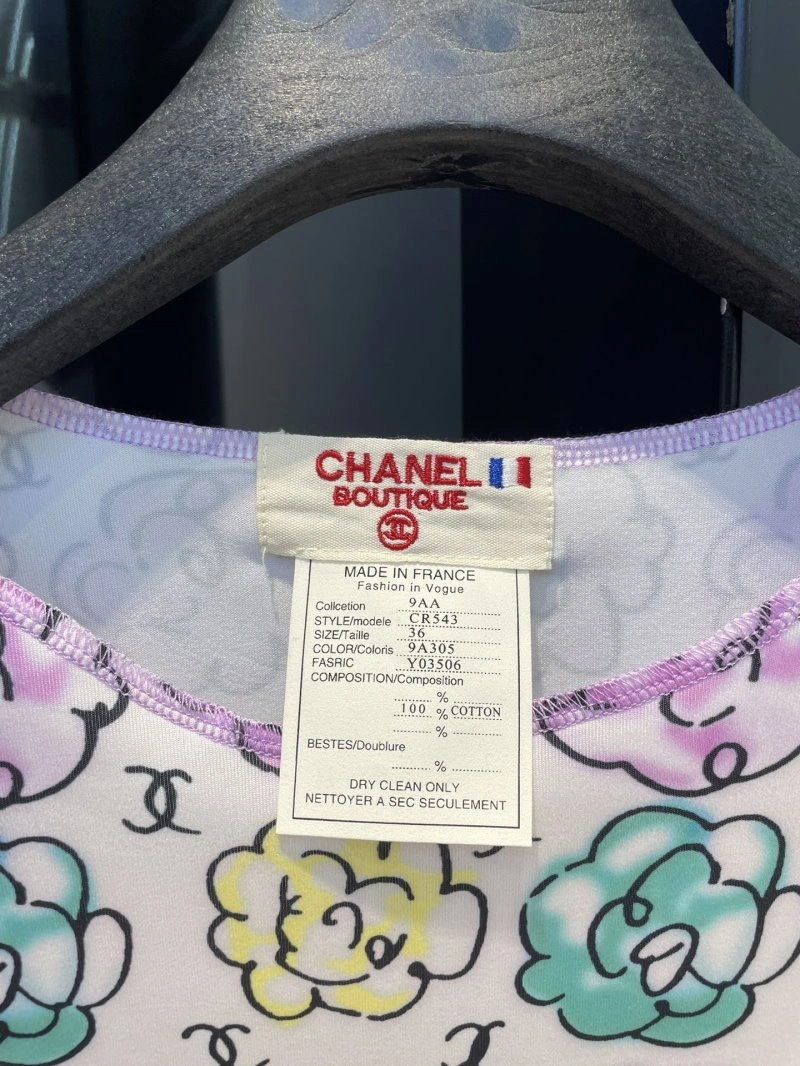 CHANEL
BOUTIQUE
MADE IN FRANCE
Fashion in Vogue
Collcetion 9AA
STYLE/modele CR543
SIZE/Taille 36
COLOR/Coloris 9A305
FASRIC Y03506
COMPOSITION/Composition
%
100 % COTTON
%
BESTES/Doublure
%
DRY CLEAN ONLY
NETTOYER A SEC SECULEMENT